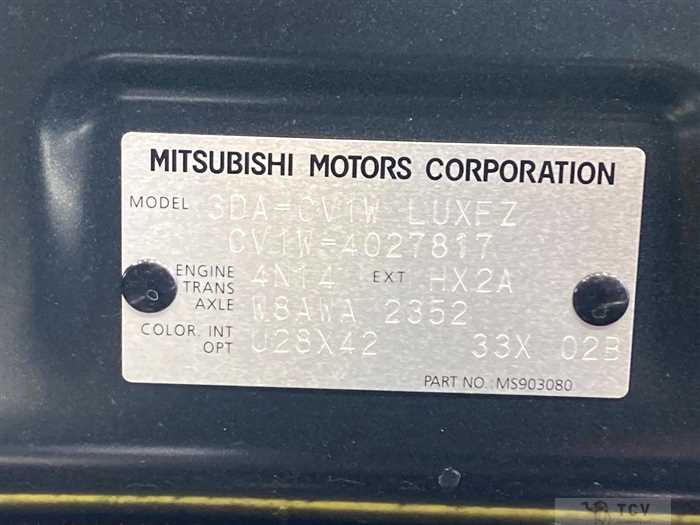 MITSUBISHI MOTORS CORPORATION
MODEL 3DA-CV1W LUXFZ
CV1W-4027817
ENGINE 4N14 EXT HX2A
TRANS
AXLE W8AWA 2352
COLOR. INT U28X42 33X 02B
OPT
PART NO.:MS903080
TCV